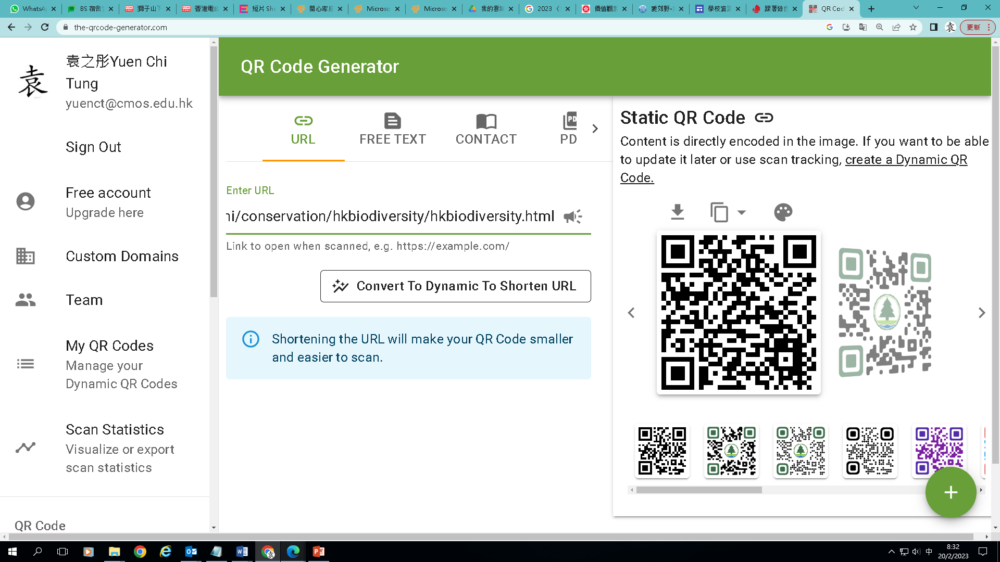 WhatsA
BS 宿舍
獅子山下
香港電台
短片 Sho
開心家庭
Microso
Microso
我的雲端
2023
價值觀教
愛郊野
學校資源
跟著綠色
QR Cod
the-qrcode-generator.com
更新
袁之彤Yuen Chi
Tung
yuenct@cmos.edu.hk
Sign Out
Free account
Upgrade here
Custom Domains
Team
My QR Codes
Manage your
Dynamic QR Codes
Scan Statistics
Visualize or export
scan statistics
QR Code
QR Code Generator
URL
FREE TEXT
CONTACT
PD
Enter URL
hi/conservation/hkbiodiversity/hkbiodiversity.html
Link to open when scanned, e.g. https://example.com/
Convert To Dynamic To Shorten URL
Shortening the URL will make your QR Code smaller
and easier to scan.
Static QR Code
Content is directly encoded in the image. If you want to be able
to update it later or use scan tracking, create a Dynamic QR
Code.
袁
中
8:32
20/2/2023